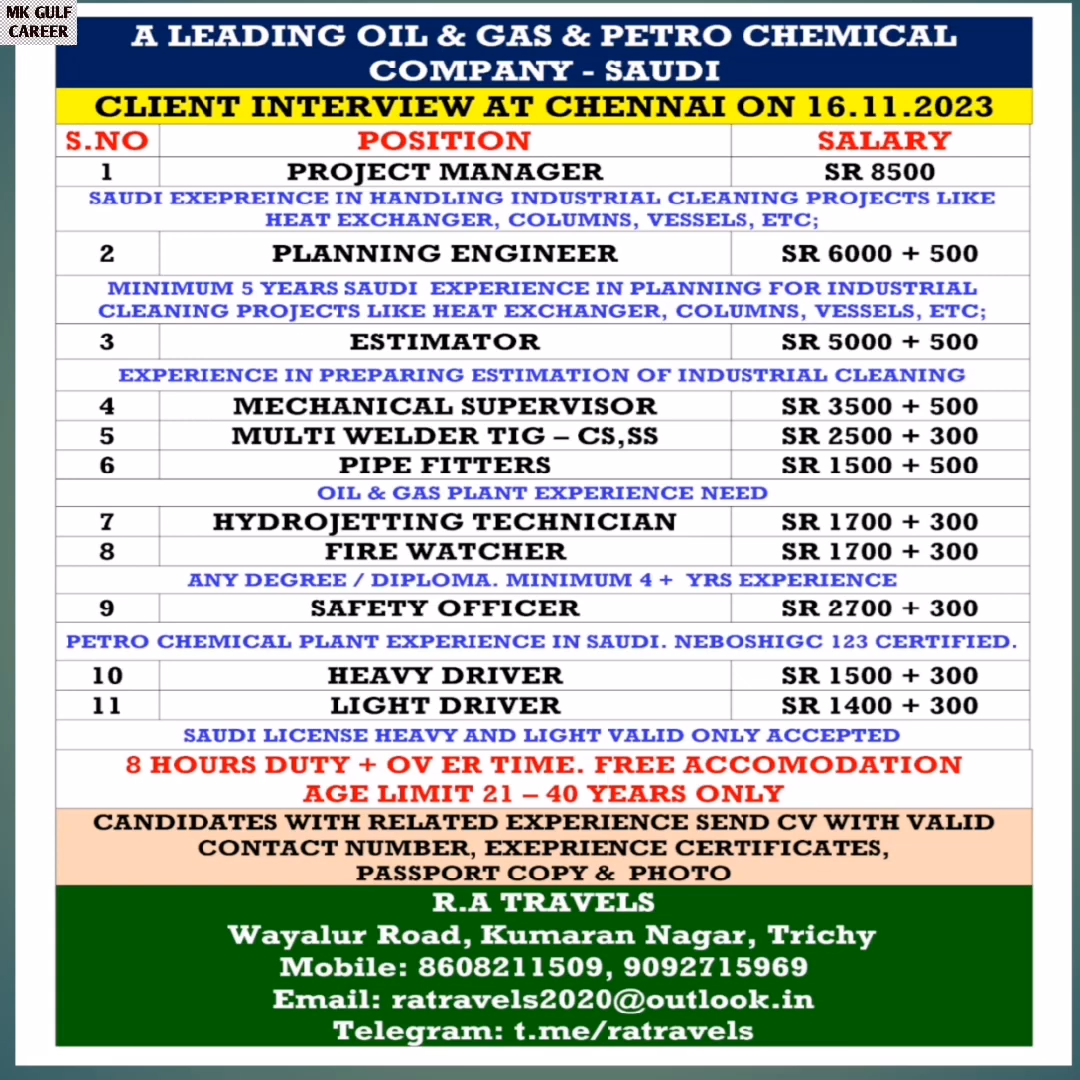 MK GULF
CAREER
A LEADING OIL & GAS & PETRO CHEMICAL
COMPANY - SAUDI
CLIENT INTERVIEW AT CHENNAI ON 16.11.2023
S.NO POSITION SALARY
1 PROJECT MANAGER SR 8500
SAUDI EXEPREINCE IN HANDLING INDUSTRIAL CLEANING PROJECTS LIKE
HEAT EXCHANGER, COLUMNS, VESSELS, ETC;
2 PLANNING ENGINEER SR 6000 + 500
MINIMUM 5 YEARS SAUDI EXPERIENCE IN PLANNING FOR INDUSTRIAL
CLEANING PROJECTS LIKE HEAT EXCHANGER, COLUMNS, VESSELS, ETC;
3 ESTIMATOR SR 5000 + 500
EXPERIENCE IN PREPARING ESTIMATION OF INDUSTRIAL CLEANING
4 MECHANICAL SUPERVISOR SR 3500 + 500
5 MULTI WELDER TIG – CS,SS SR 2500 + 300
6 PIPE FITTERS SR 1500 + 500
OIL & GAS PLANT EXPERIENCE NEED
7 HYDROJETTING TECHNICIAN SR 1700 + 300
8 FIRE WATCHER SR 1700 + 300
ANY DEGREE / DIPLOMA. MINIMUM 4 + YRS EXPERIENCE
9 SAFETY OFFICER SR 2700 + 300
PETRO CHEMICAL PLANT EXPERIENCE IN SAUDI. NEBOSHIGC 123 CERTIFIED.
10 HEAVY DRIVER SR 1500 + 300
11 LIGHT DRIVER SR 1400 + 300
SAUDI LICENSE HEAVY AND LIGHT VALID ONLY ACCEPTED
8 HOURS DUTY + OV ER TIME. FREE ACCOMODATION
AGE LIMIT 21 – 40 YEARS ONLY
CANDIDATES WITH RELATED EXPERIENCE SEND CV WITH VALID
CONTACT NUMBER, EXEPRIENCE CERTIFICATES,
PASSPORT COPY & PHOTO
R.A TRAVELS
Wayalur Road, Kumaran Nagar, Trichy
Mobile: 8608211509, 9092715969
Email: ratravels2020@outlook.in
Telegram: t.me/ratravels